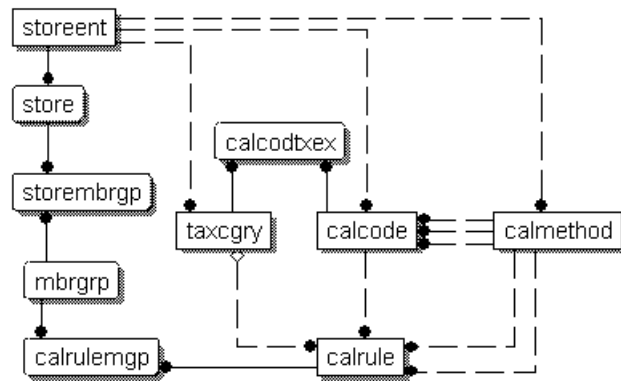 storeent
store
calcodtxex
storembrgp
taxcgry
calcode
calmethod
mbrgrp
calrulemgp
calrule